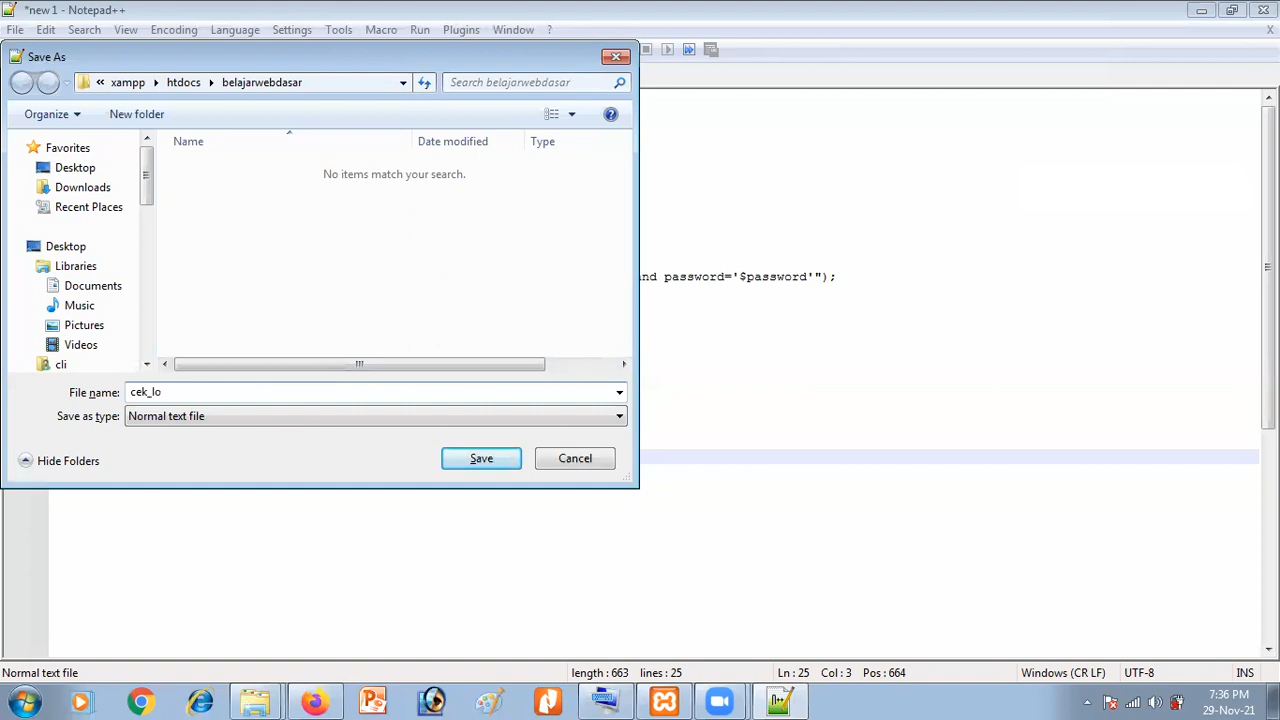 *new 1 - Notepad++
File Edit Search View Encoding Language Settings Tools Macro Run Plugins Window ? X
Save As
« xampp htdocs belajarwebdasar Search belajarwebdasar
Organize New folder
Name Date modified Type
No items match your search.
Favorites
Desktop
Downloads
Recent Places
Desktop
Libraries
Documents
Music
Pictures
Videos
cli
nd password='$password'");
File name: cek_lo
Save as type: Normal text file
Hide Folders Save Cancel
Normal text file length : 663 lines : 25 Ln : 25 Col : 3 Pos : 664 Windows (CR LF) UTF-8 INS
7:36 PM
29-Nov-21